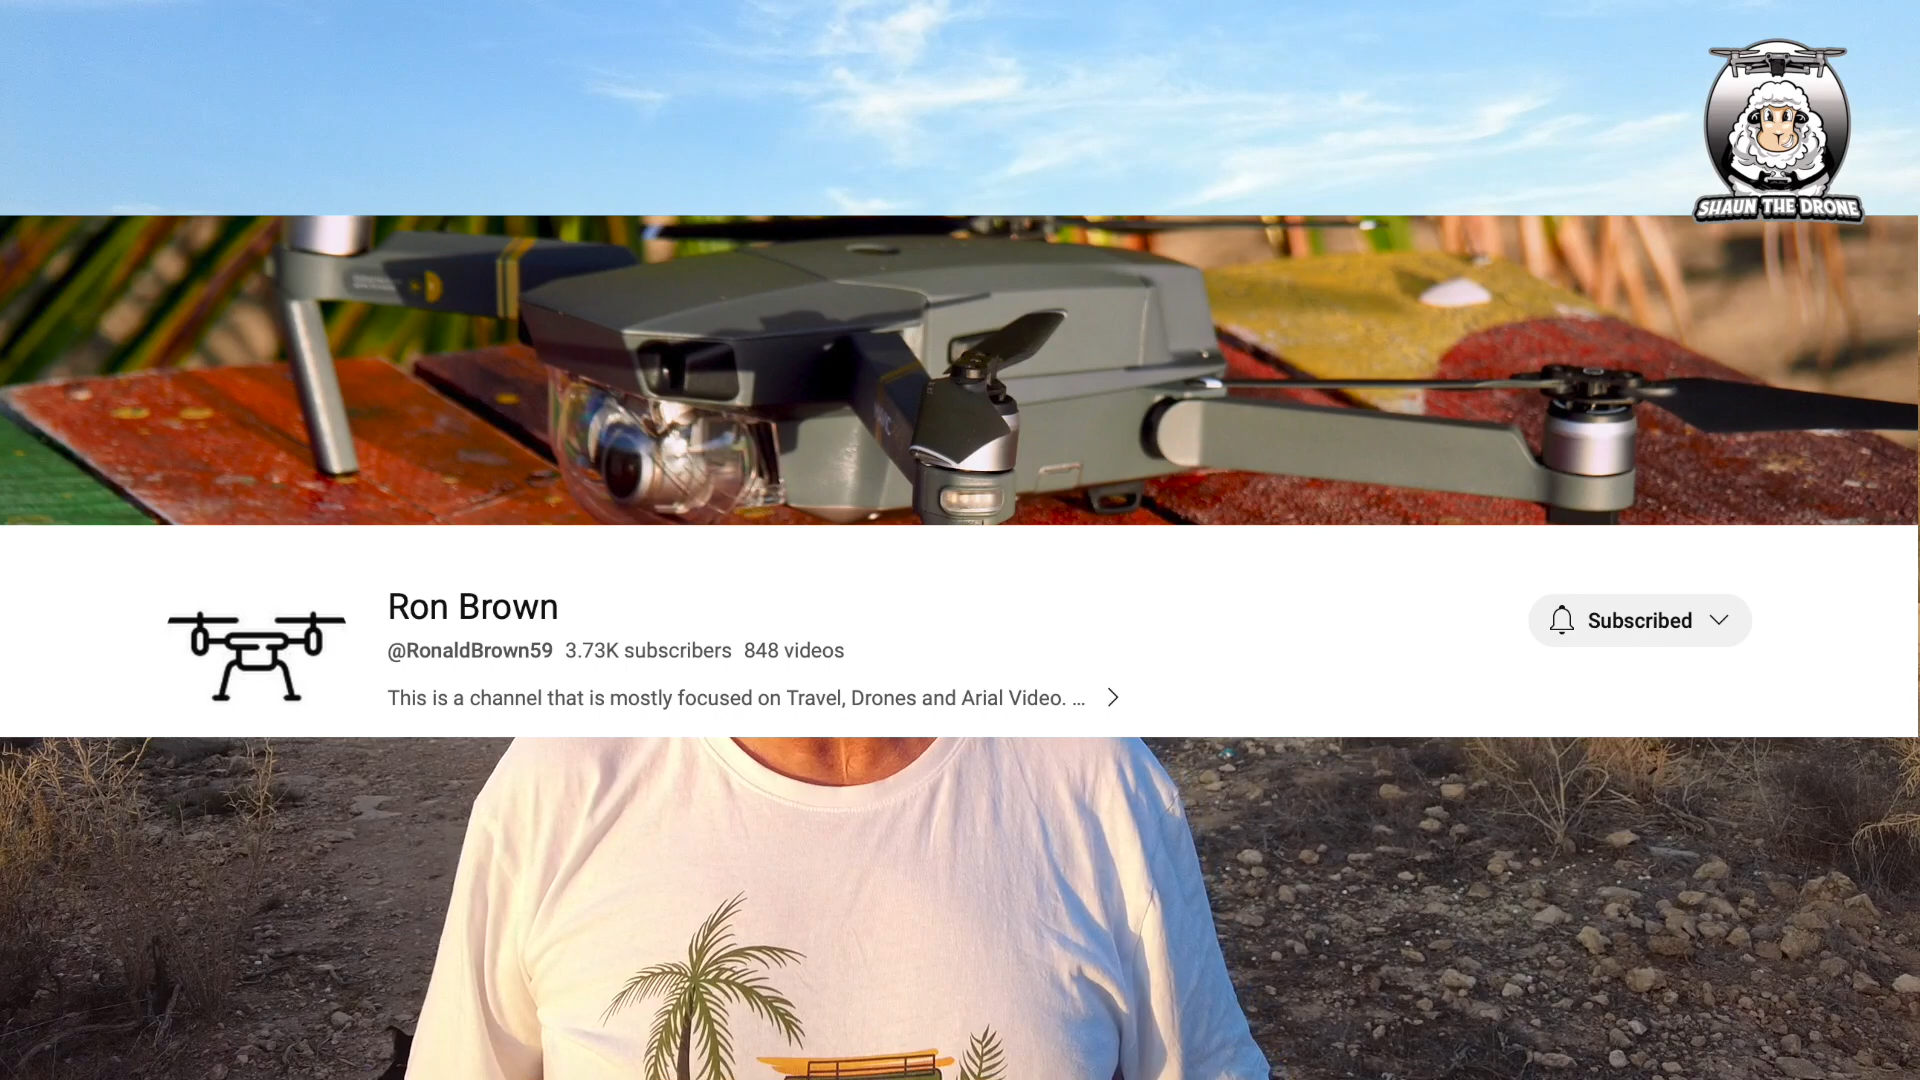 SHAUN THE DRONE
Ron Brown
@RonaldBrown59 3.73K subscribers 848 videos
Subscribed
This is a channel that is mostly focused on Travel, Drones and Arial Video. ...